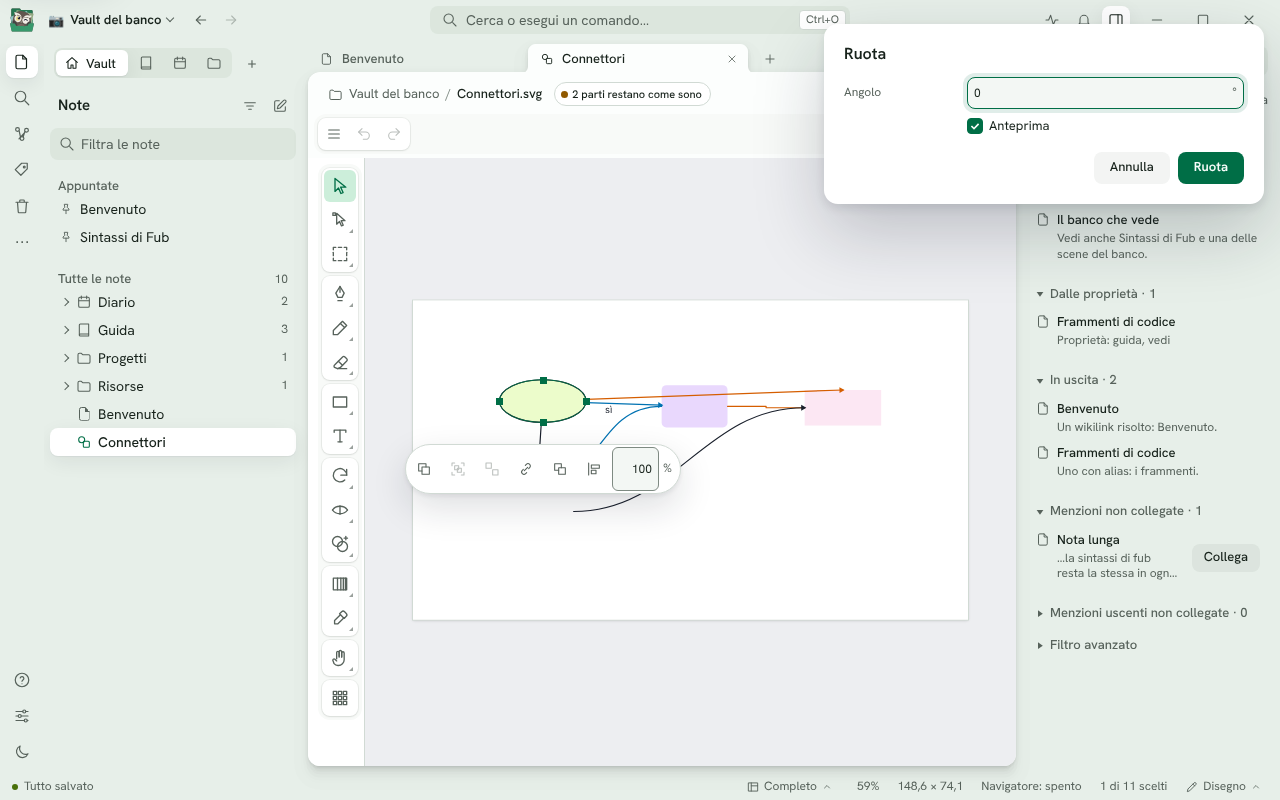 Vault del banco
Cerca o esegui un comando...
Ctrl+O
Vault
Benvenuto
Connettori
Vault del banco / Connettori.svg
2 parti restano come sono
Ruota
Angolo
0
°
Anteprima
Annulla
Ruota
Note
Filtra le note
Appuntate
Benvenuto
Sintassi di Fub
Tutte le note
10
Diario
2
Guida
3
Progetti
1
Risorse
1
Benvenuto
Connettori
sì
100
%
Il banco che vede
Vedi anche Sintassi di Fub e una delle
scene del banco.
Dalle proprietà · 1
Frammenti di codice
Proprietà: guida, vedi
In uscita · 2
Benvenuto
Un wikilink risolto: Benvenuto.
Frammenti di codice
Uno con alias: i frammenti.
Menzioni non collegate · 1
Nota lunga
…la sintassi di fub
resta la stessa in ogn…
Collega
Menzioni uscenti non collegate · 0
Filtro avanzato
Tutto salvato
Completo
59%
148,6 × 74,1
Navigatore: spento
1 di 11 scelti
Disegno